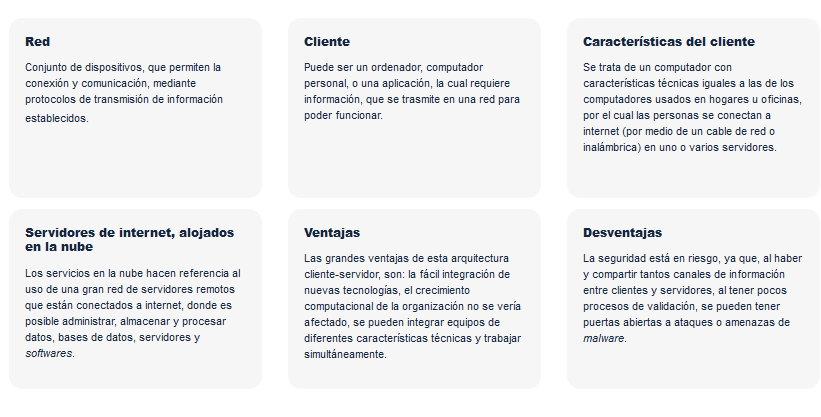 Red
Conjunto de dispositivos, que permiten la
conexión y comunicación, mediante
protocolos de transmisión de información
establecidos.
Cliente
Puede ser un ordenador, computador
personal, o una aplicación, la cual requiere
información, que se trasmite en una red para
poder funcionar.
Características del cliente
Se trata de un computador con
características técnicas iguales a las de los
computadores usados en hogares u oficinas,
por el cual las personas se conectan a
internet (por medio de un cable de red o
inalámbrica) en uno o varios servidores.
Servidores de internet, alojados
en la nube
Los servicios en la nube hacen referencia al
uso de una gran red de servidores remotos
que están conectados a internet, donde es
posible administrar, almacenar y procesar
datos, bases de datos, servidores y
softwares.
Ventajas
Las grandes ventajas de esta arquitectura
cliente-servidor, son: la fácil integración de
nuevas tecnologías, el crecimiento
computacional de la organización no se vería
afectado, se pueden integrar equipos de
diferentes características técnicas y trabajar
simultáneamente.
Desventajas
La seguridad está en riesgo, ya que, al haber
y compartir tantos canales de información
entre clientes y servidores, al tener pocos
procesos de validación, se pueden tener
puertas abiertas a ataques o amenazas de
malware.